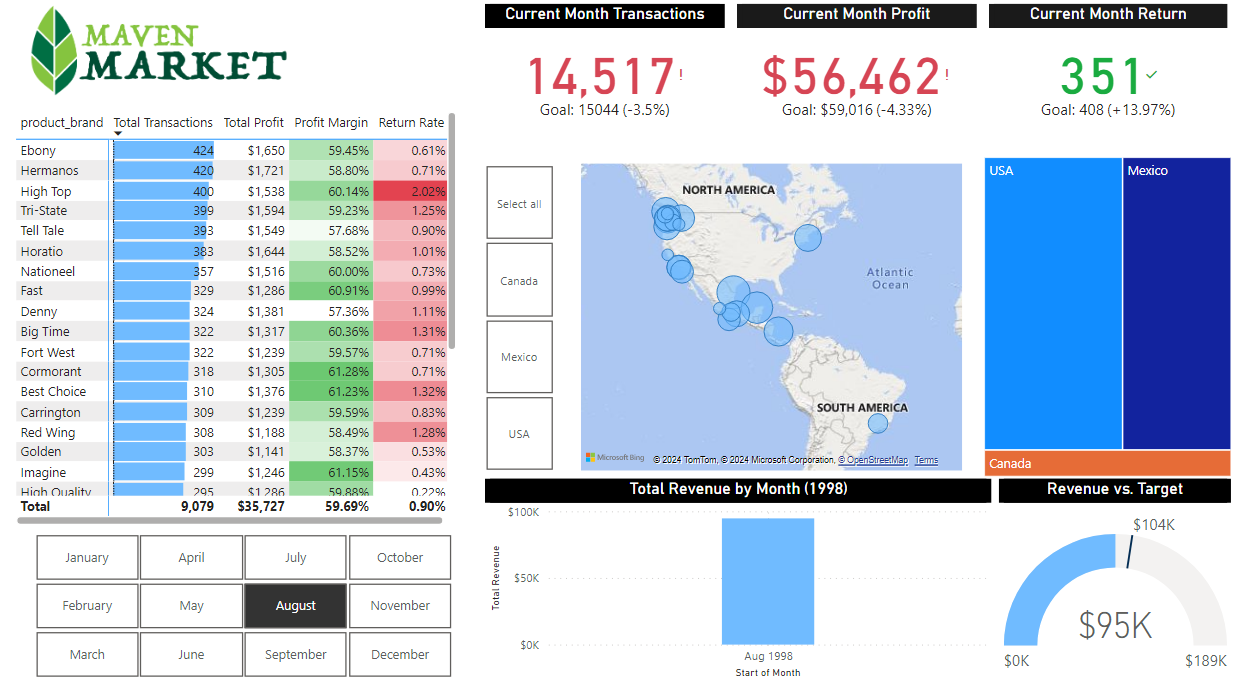 MAVEN
MARKET
Current Month Transactions
14,517!
Goal: 15044 (-3.5%)
Current Month Profit
$56,462!
Goal: $59,016 (-4.33%)
Current Month Return
351
Goal: 408 (+13.97%)
product_brand Total Transactions Total Profit Profit Margin Return Rate
Ebony 424 $1,650 59.45% 0.61%
Hermanos 420 $1,721 58.80% 0.71%
High Top 400 $1,538 60.14% 2.02%
Tri-State 399 $1,594 59.23% 1.25%
Tell Tale 393 $1,549 57.68% 0.90%
Horatio 383 $1,644 58.52% 1.01%
Nationeel 357 $1,516 60.00% 0.73%
Fast 329 $1,286 60.91% 0.99%
Denny 324 $1,381 57.36% 1.11%
Big Time 322 $1,317 60.36% 1.31%
Fort West 322 $1,239 59.57% 0.71%
Cormorant 318 $1,305 61.28% 0.71%
Best Choice 310 $1,376 61.23% 1.32%
Carrington 309 $1,239 59.59% 0.83%
Red Wing 308 $1,188 58.49% 1.28%
Golden 303 $1,141 58.37% 0.53%
Imagine 299 $1,246 61.15% 0.43%
High Quality 295 $1,286 59.88% 0.22%
Total 9,079 $35,727 59.69% 0.90%
Select all
Canada
Mexico
USA
NORTH AMERICA
Atlantic
Ocean
SOUTH AMERICA
Microsoft Bing
© 2024 TomTom, © 2024 Microsoft Corporation, © OpenStreetMap Terms
USA
Mexico
Canada
January April July October
February May August November
March June September December
Total Revenue by Month (1998)
$100K
$50K
$0K
Total Revenue
Aug 1998
Start of Month
Revenue vs. Target
$104K
$95K
$0K
$189K